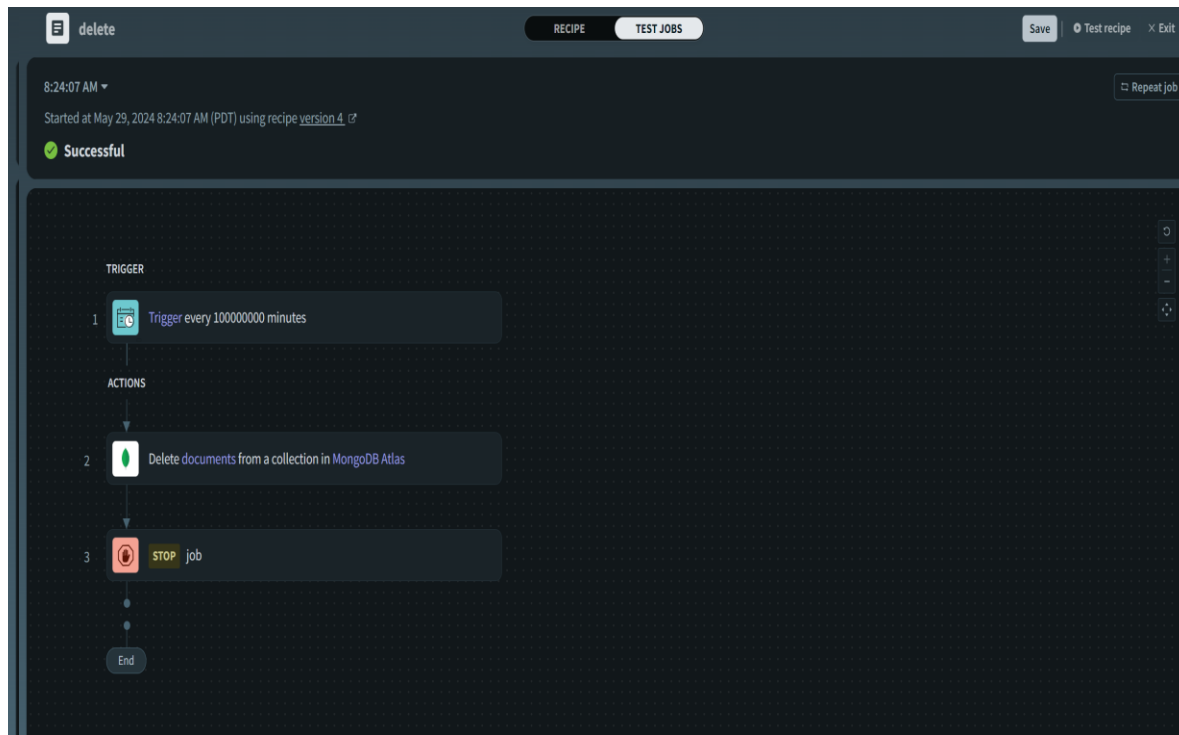 delete
RECIPE
TEST JOBS
Save
Test recipe
Exit
8:24:07 AM
Repeat job
Started at May 29, 2024 8:24:07 AM (PDT) using recipe version 4
Successful
TRIGGER
1 Trigger every 100000000 minutes
ACTIONS
2 Delete documents from a collection in MongoDB Atlas
3 STOP job
End